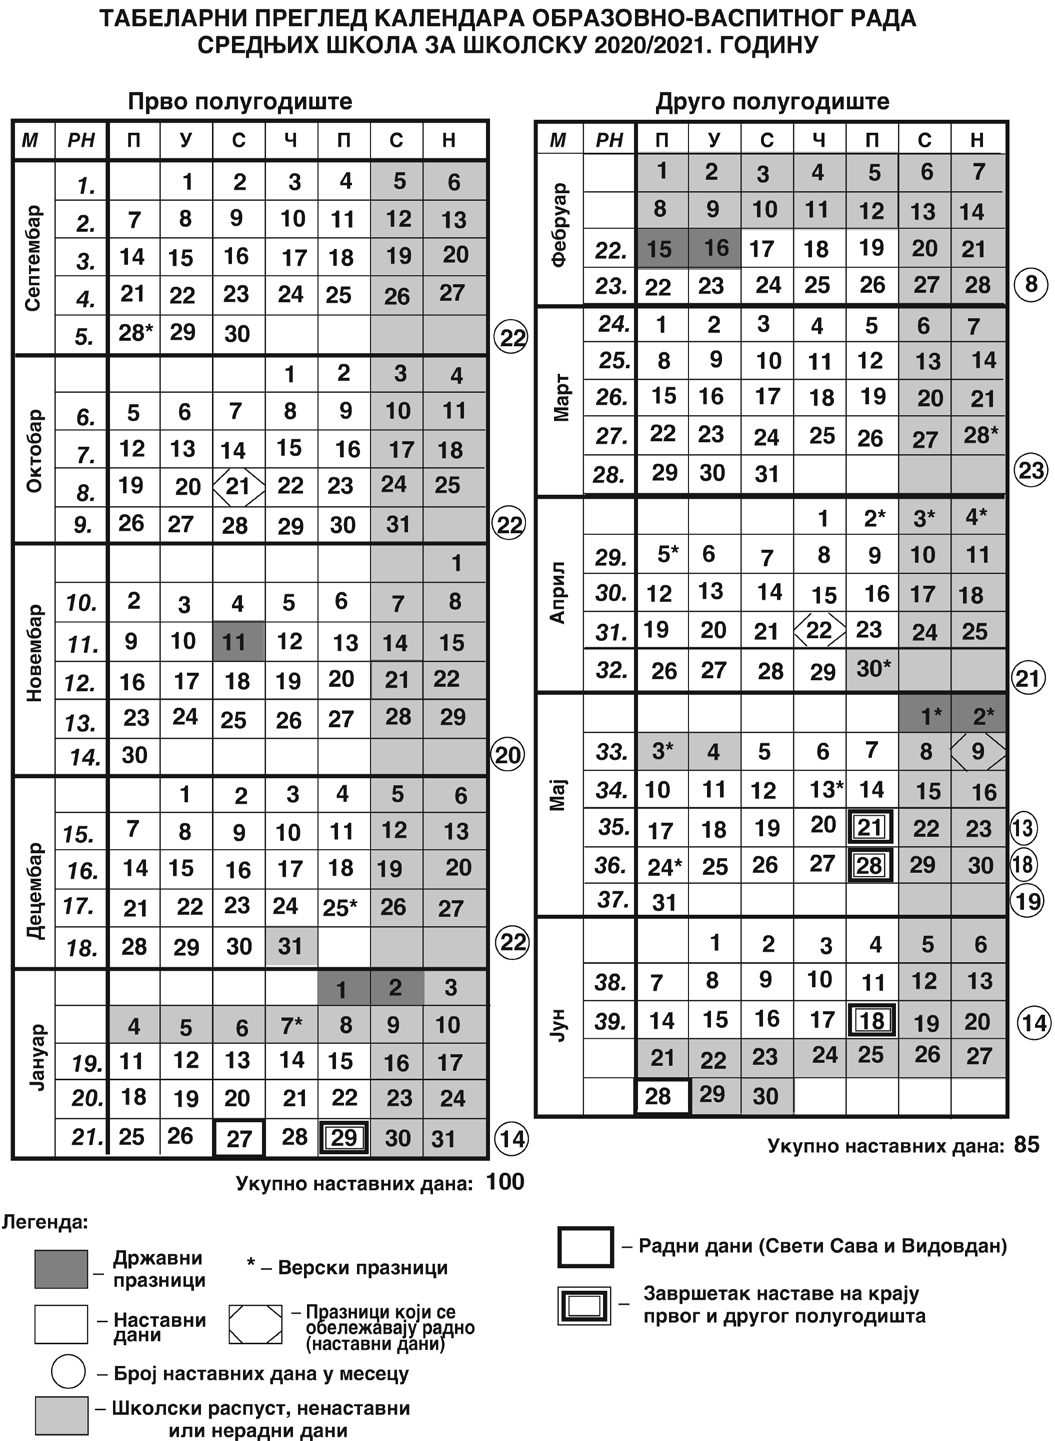 ТАБЕЛАРНИ ПРЕГЛЕД КАЛЕНДАРА ОБРАЗОВНО-ВАСПИТНОГ РАДА
СРЕДЊИХ ШКОЛА ЗА ШКОЛСКУ 2020/2021. ГОДИНУ
Прво полугодиште
М РН П У С Ч П С Н
Септембар
1. 1 2 3 4 5 6
2. 7 8 9 10 11 12 13
3. 14 15 16 17 18 19 20
4. 21 22 23 24 25 26 27
5. 28* 29 30 22
Октобар
1 2 3 4
6. 5 6 7 8 9 10 11
7. 12 13 14 15 16 17 18
8. 19 20 21 22 23 24 25
9. 26 27 28 29 30 31 22
Новембар
1
10. 2 3 4 5 6 7 8
11. 9 10 11 12 13 14 15
12. 16 17 18 19 20 21 22
13. 23 24 25 26 27 28 29
14. 30 20
Децембар
1 2 3 4 5 6
15. 7 8 9 10 11 12 13
16. 14 15 16 17 18 19 20
17. 21 22 23 24 25* 26 27
18. 28 29 30 31 22
Јануар
1 2 3
4 5 6 7* 8 9 10
19. 11 12 13 14 15 16 17
20. 18 19 20 21 22 23 24
21. 25 26 27 28 29 30 31 14
Укупно наставних дана: 100
Друго полугодиште
М РН П У С Ч П С Н
Фебруар
1 2 3 4 5 6 7
8 9 10 11 12 13 14
22. 15 16 17 18 19 20 21
23. 22 23 24 25 26 27 28 8
Март
24. 1 2 3 4 5 6 7
25. 8 9 10 11 12 13 14
26. 15 16 17 18 19 20 21
27. 22 23 24 25 26 27 28*
28. 29 30 31 23
Април
1 2* 3* 4*
29. 5* 6 7 8 9 10 11
30. 12 13 14 15 16 17 18
31. 19 20 21 22 23 24 25
32. 26 27 28 29 30* 21
Мај
1* 2*
33. 3* 4 5 6 7 8 9
34. 10 11 12 13* 14 15 16
35. 17 18 19 20 21 22 23 13
36. 24* 25 26 27 28 29 30 18
37. 31 19
Јун
1 2 3 4 5 6
38. 7 8 9 10 11 12 13
39. 14 15 16 17 18 19 20 14
21 22 23 24 25 26 27
28 29 30
Укупно наставних дана: 85
Легенда:
– Државни
празници
– Наставни
дани
– Број наставних дана у месецу
– Школски распуст, ненаставни
или нерадни дани
* – Верски празници
– Празници који се
обележавају радно
(наставни дани)
– Радни дани (Свети Сава и Видовдан)
– Завршетак наставе на крају
првог и другог полугодишта